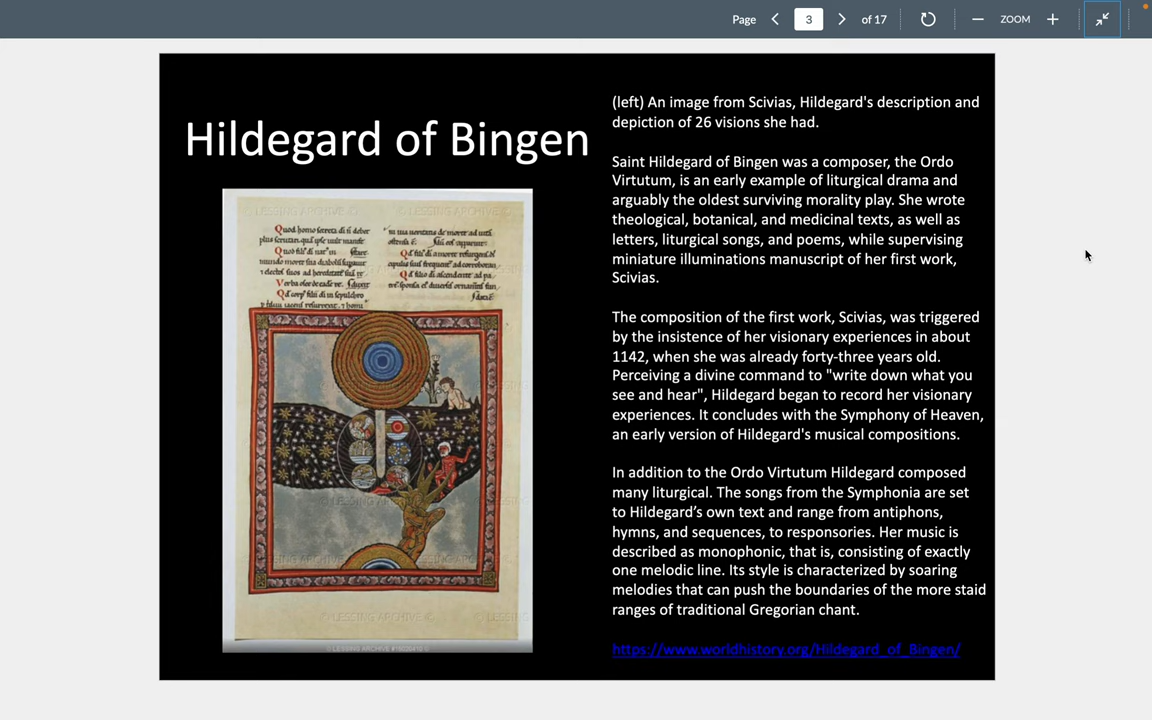 Page 3 of 17 ZOOM
Hildegard of Bingen
LESSING ARCHIVE © © LESSING ARCHIVE ©
LESSING ARCHIVE © © LESSING
© LESSING ARCHIVE
(left) An image from Scivias, Hildegard's description and
depiction of 26 visions she had.
Saint Hildegard of Bingen was a composer, the Ordo
Virtutum, is an early example of liturgical drama and
arguably the oldest surviving morality play. She wrote
theological, botanical, and medicinal texts, as well as
letters, liturgical songs, and poems, while supervising
miniature illuminations manuscript of her first work,
Scivias.
The composition of the first work, Scivias, was triggered
by the insistence of her visionary experiences in about
1142, when she was already forty-three years old.
Perceiving a divine command to "write down what you
see and hear", Hildegard began to record her visionary
experiences. It concludes with the Symphony of Heaven,
an early version of Hildegard's musical compositions.
In addition to the Ordo Virtutum Hildegard composed
many liturgical. The songs from the Symphonia are set
to Hildegard’s own text and range from antiphons,
hymns, and sequences, to responsories. Her music is
described as monophonic, that is, consisting of exactly
one melodic line. Its style is characterized by soaring
melodies that can push the boundaries of the more staid
ranges of traditional Gregorian chant.
https://www.worldhistory.org/Hildegard_of_Bingen/